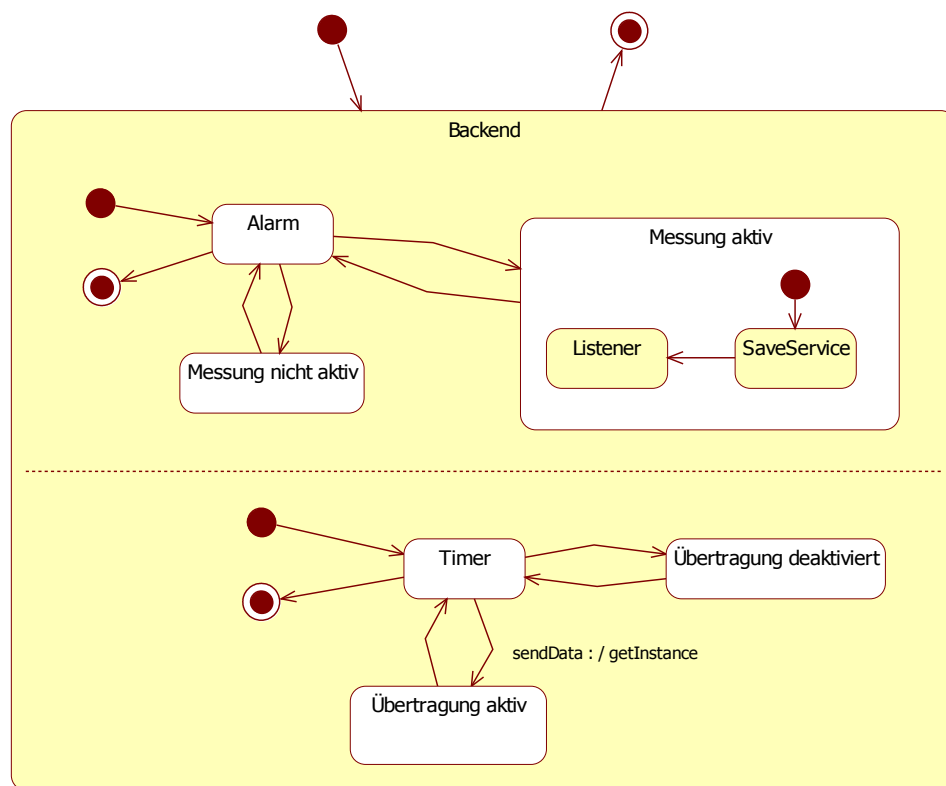 Backend
Alarm
Messung aktiv
Listener
SaveService
Messung nicht aktiv
Timer
Übertragung deaktiviert
sendData : / getInstance
Übertragung aktiv